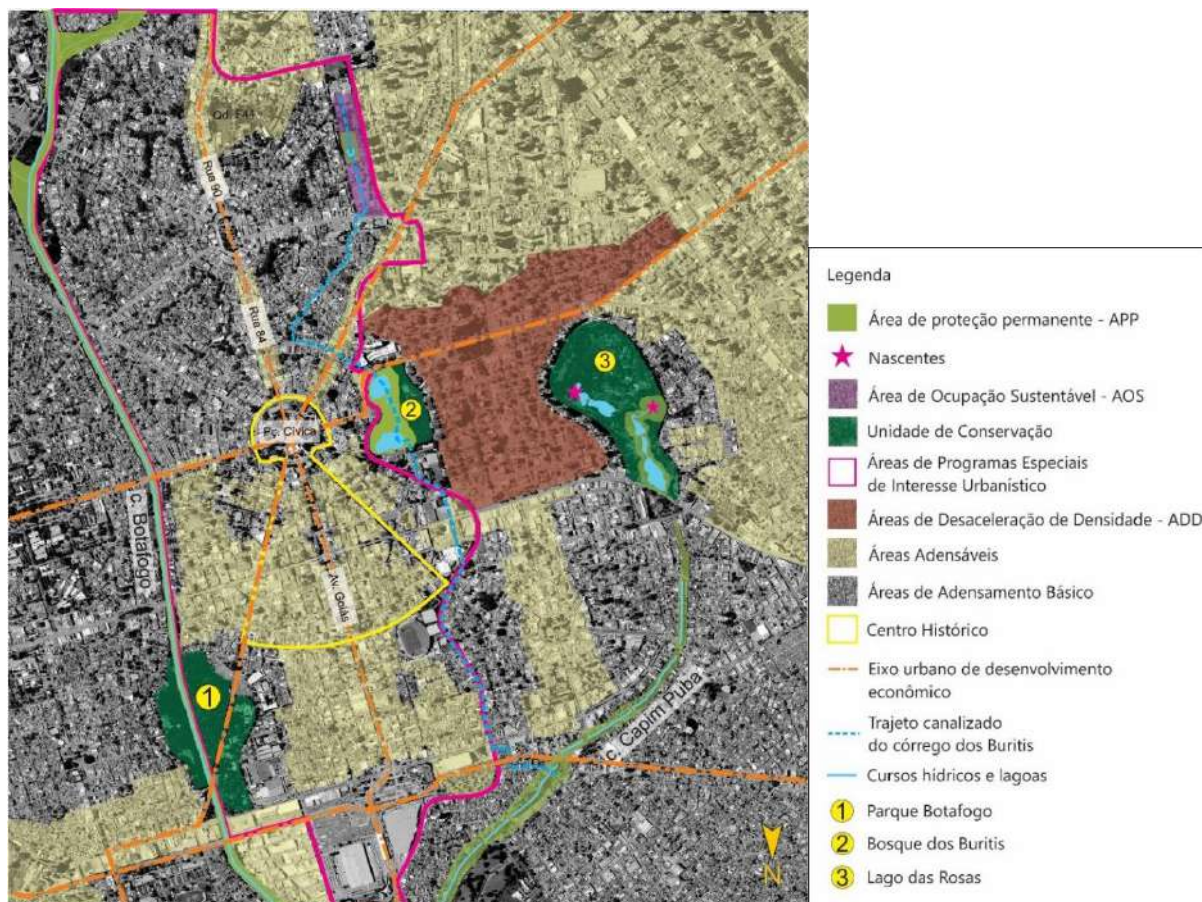 Qd. F44
Rua 90
Rua 84
Pç. Cívica
C. Botafogo
Av. Goiás
C. Capim Puba
1
2
3
N
Legenda
Área de proteção permanente - APP
Nascentes
Área de Ocupação Sustentável - AOS
Unidade de Conservação
Áreas de Programas Especiais
de Interesse Urbanístico
Áreas de Desaceleração de Densidade - ADD
Áreas Adensáveis
Áreas de Adensamento Básico
Centro Histórico
Eixo urbano de desenvolvimento
econômico
Trajeto canalizado
do córrego dos Buritis
Cursos hídricos e lagoas
1 Parque Botafogo
2 Bosque dos Buritis
3 Lago das Rosas